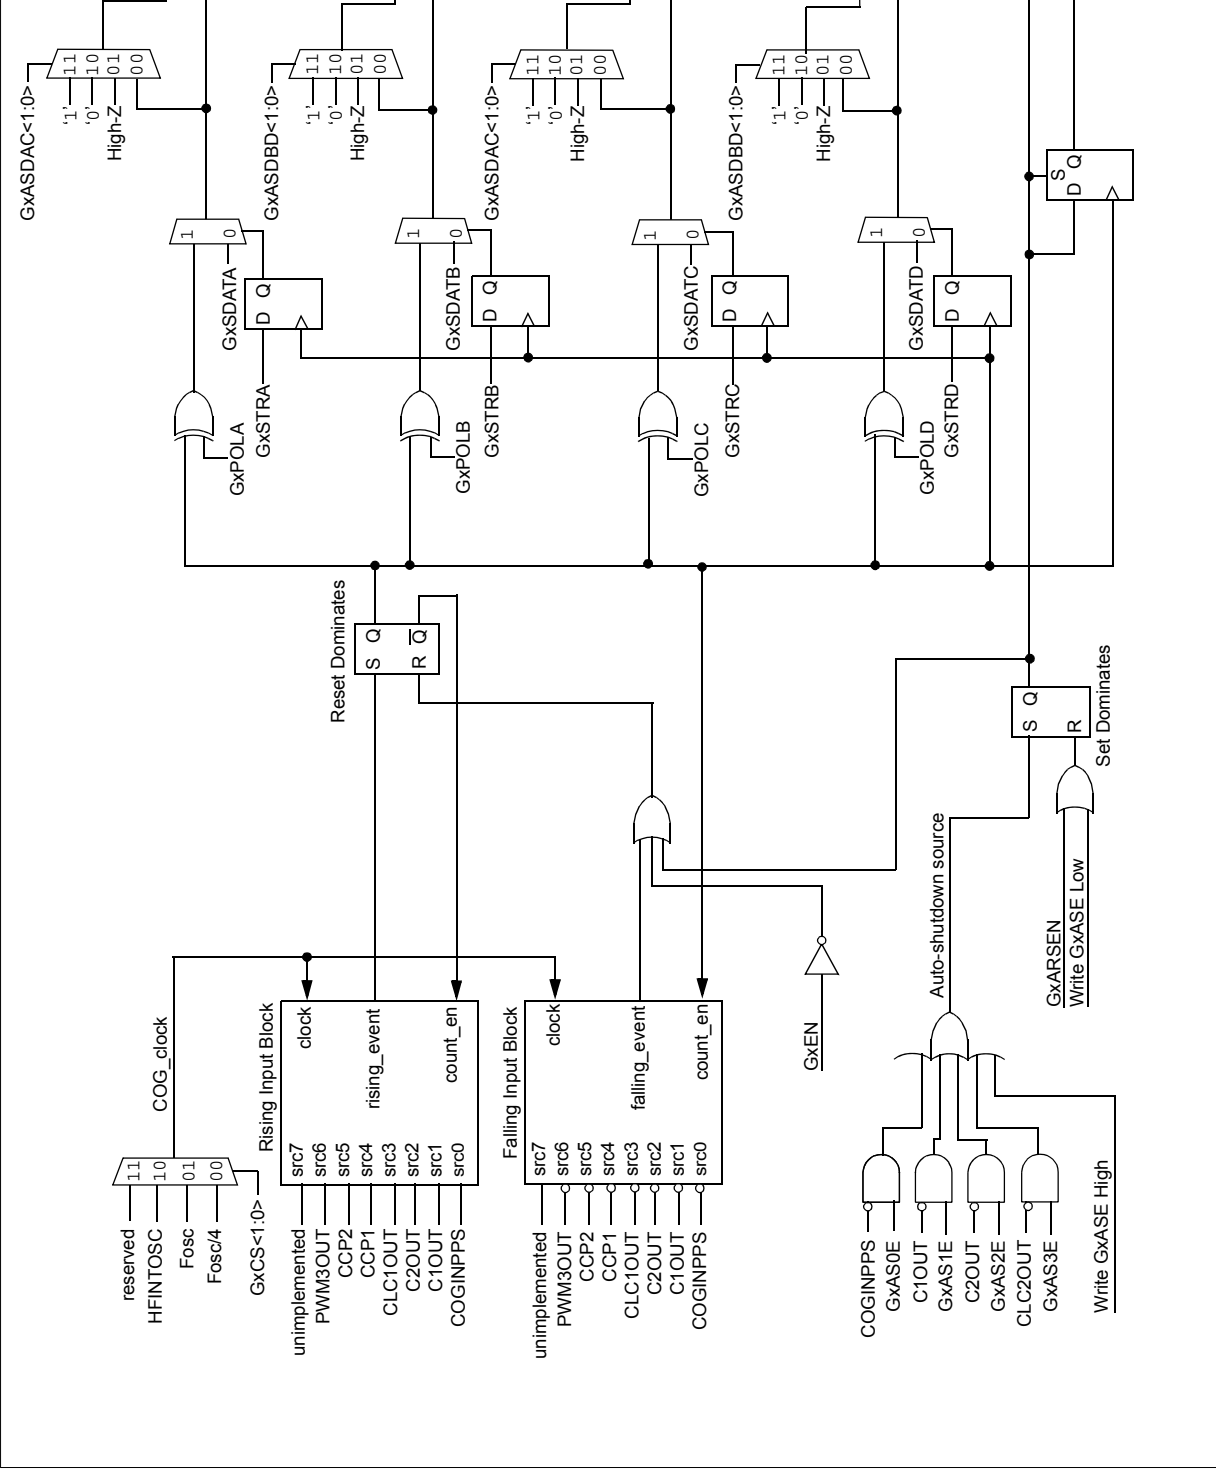 GxASDAC<1:0>
'1'
'0'
High-Z
11
10
01
00
GxASDBD<1:0>
'1'
'0'
High-Z
11
10
01
00
GxASDAC<1:0>
'1'
'0'
High-Z
11
10
01
00
GxASDBD<1:0>
'1'
'0'
High-Z
11
10
01
00
1
0
GxSDATA
D Q
GxSTRA
GxPOLA
1
0
GxSDATB
D Q
GxSTRB
GxPOLB
1
0
GxSDATC
D Q
GxSTRC
GxPOLC
1
0
GxSDATD
D Q
GxSTRD
GxPOLD
S
D Q
Reset Dominates
S Q
R Q
S Q
R
Set Dominates
COG_clock
11
10
01
00
reserved
HFINTOSC
Fosc
Fosc/4
GxCS<1:0>
Rising Input Block
clock
rising_event
count_en
src7
src6
src5
src4
src3
src2
src1
src0
unimplemented
PWM3OUT
CCP2
CCP1
CLC1OUT
C2OUT
C1OUT
COGINPPS
Falling Input Block
clock
falling_event
count_en
src7
src6
src5
src4
src3
src2
src1
src0
unimplemented
PWM3OUT
CCP2
CCP1
CLC1OUT
C2OUT
C1OUT
COGINPPS
GxEN
Auto-shutdown source
GxARSEN
Write GxASE Low
COGINPPS
GxAS0E
C1OUT
GxAS1E
C2OUT
GxAS2E
CLC2OUT
GxAS3E
Write GxASE High